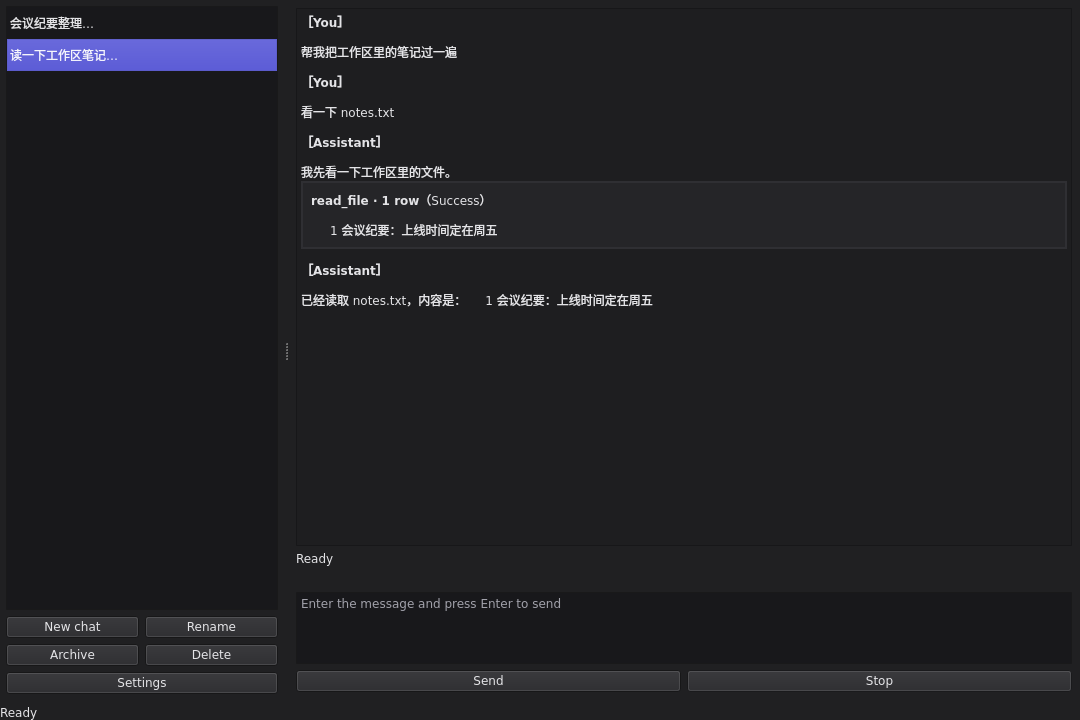 会议纪要整理…
读一下工作区笔记…
New chat
Rename
Archive
Delete
Settings
Ready
［You］
帮我把工作区里的笔记过一遍
［You］
看一下 notes.txt
［Assistant］
我先看一下工作区里的文件。
read_file · 1 row（Success）
1 会议纪要：上线时间定在周五
［Assistant］
已经读取 notes.txt，内容是： 1 会议纪要：上线时间定在周五
Ready
Enter the message and press Enter to send
Send
Stop